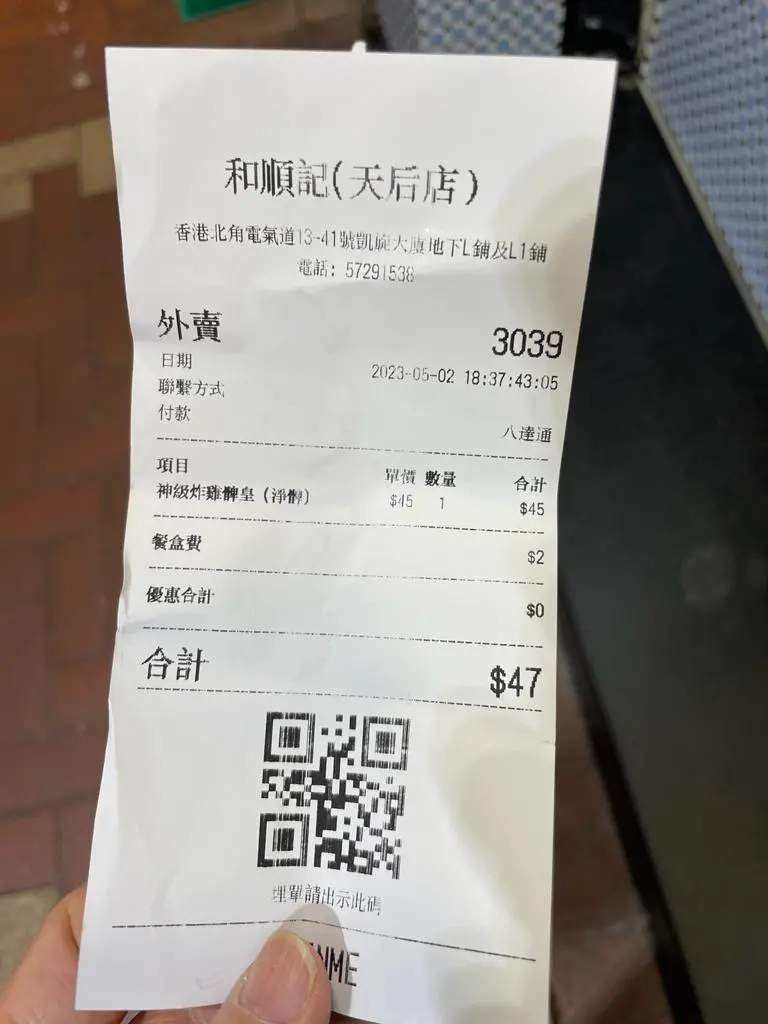 和順記(天后店)
香港北角電氣道13-41號凱旋大廈地下L鋪及L1鋪
電話: 57291538
外賣 3039
日期 2023-05-02 18:37:43:05
聯繫方式
付款 八達通
項目 單價 數量 合計
神級炸雞髀皇 (淨髀) $45 1 $45
餐盒費 $2
優惠合計 $0
合計 $47
埋單請出示此碼